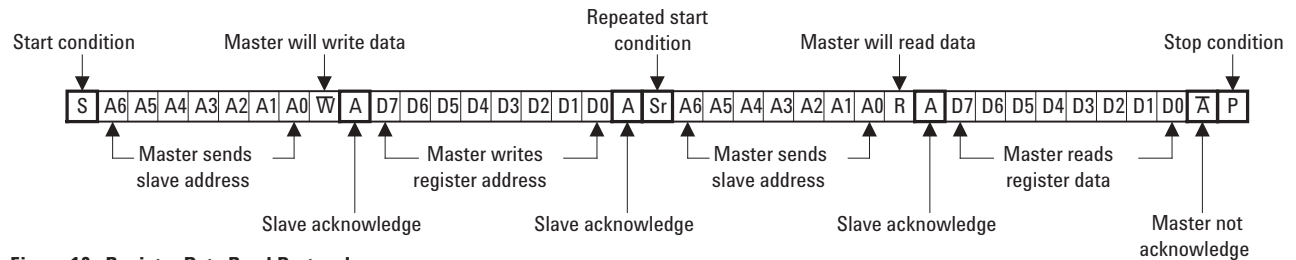 Repeated start
condition
Start condition
Master will write data
Master will read data
Stop condition
S A6 A5 A4 A3 A2 A1 A0 W̅ A D7 D6 D5 D4 D3 D2 D1 D0 A Sr A6 A5 A4 A3 A2 A1 A0 R A D7 D6 D5 D4 D3 D2 D1 D0 A̅ P
Master sends
slave address
Master writes
register address
Master sends
slave address
Master reads
register data
Slave acknowledge
Slave acknowledge
Slave acknowledge
Master not
acknowledge